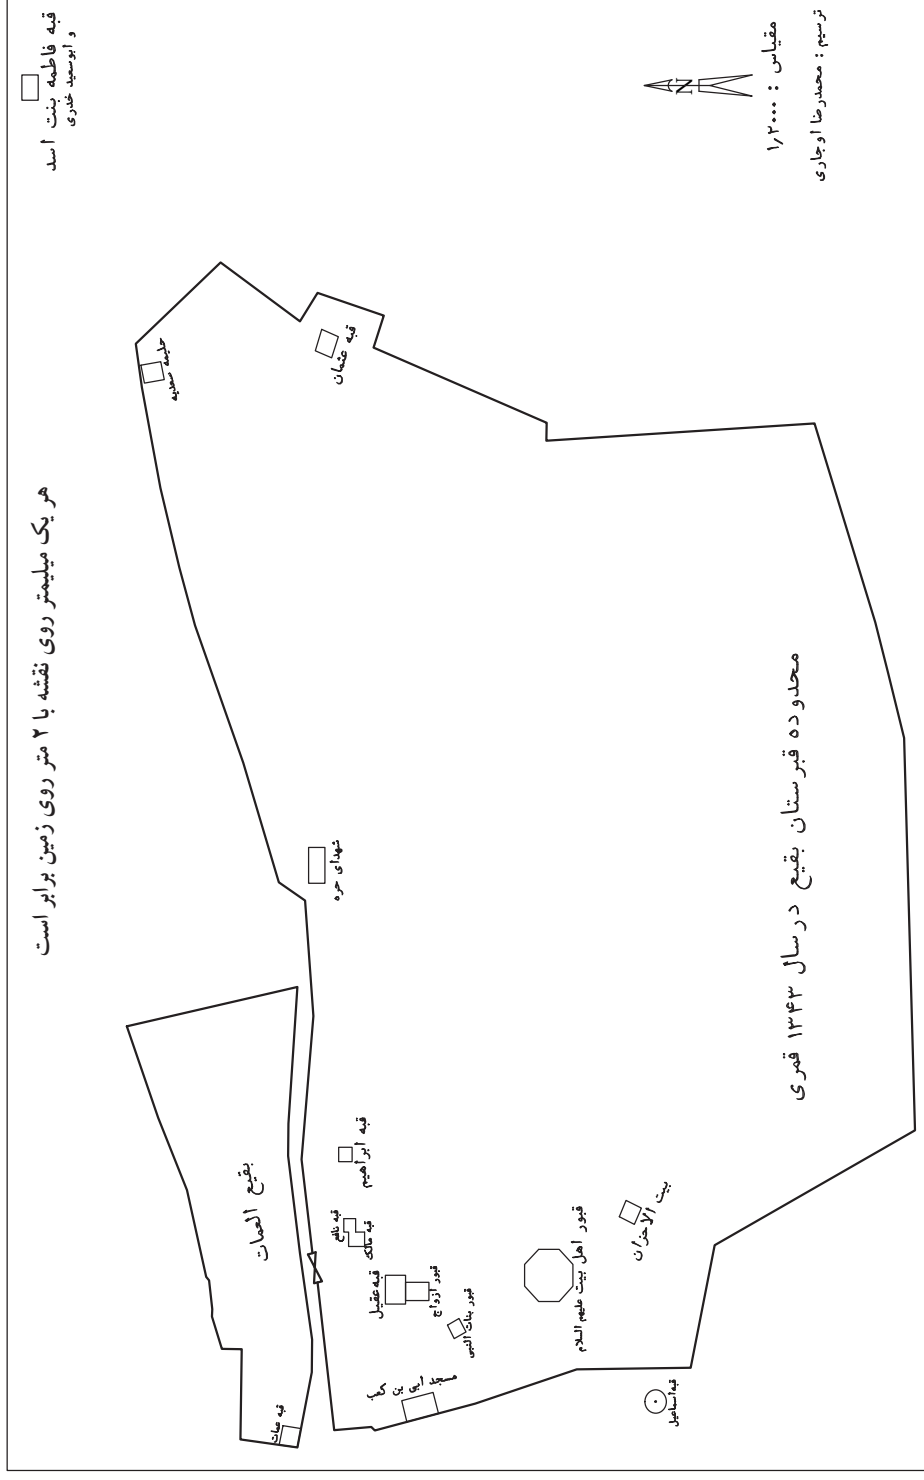 قبه فاطمه بنت اسد
و ابوسعید خدری
هر یک میلیمتر روی نقشه با ۲ متر روی زمین برابر است
مقیاس : ۱٫۲۰۰۰
ترسیم : محمدرضا اوجاری
N
حلیمه سعدیه
قبه عثمان
شهدای حره
محدوده قبرستان بقیع در سال ۱۳۴۳ قمری
بقیع العمات
قبه عمات
قبه ابراهیم
قبه نافع
قبه مالک
قبه عقیل
قبور ازواج
قبور بنات النبی
مسجد ابی بن کعب
قبور اهل بیت علیهم السلام
بیت الاحزان
قبه اسماعیل